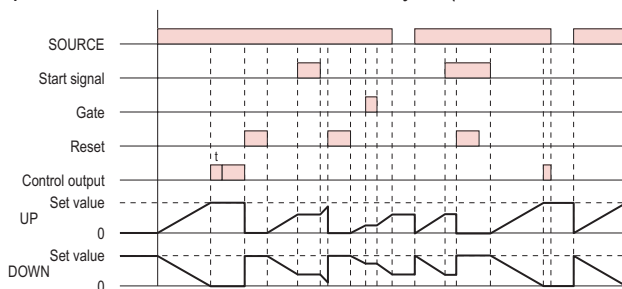 SOURCE
Start signal
Gate
Reset
t
Control output
Set value
UP
0
Set value
DOWN
0